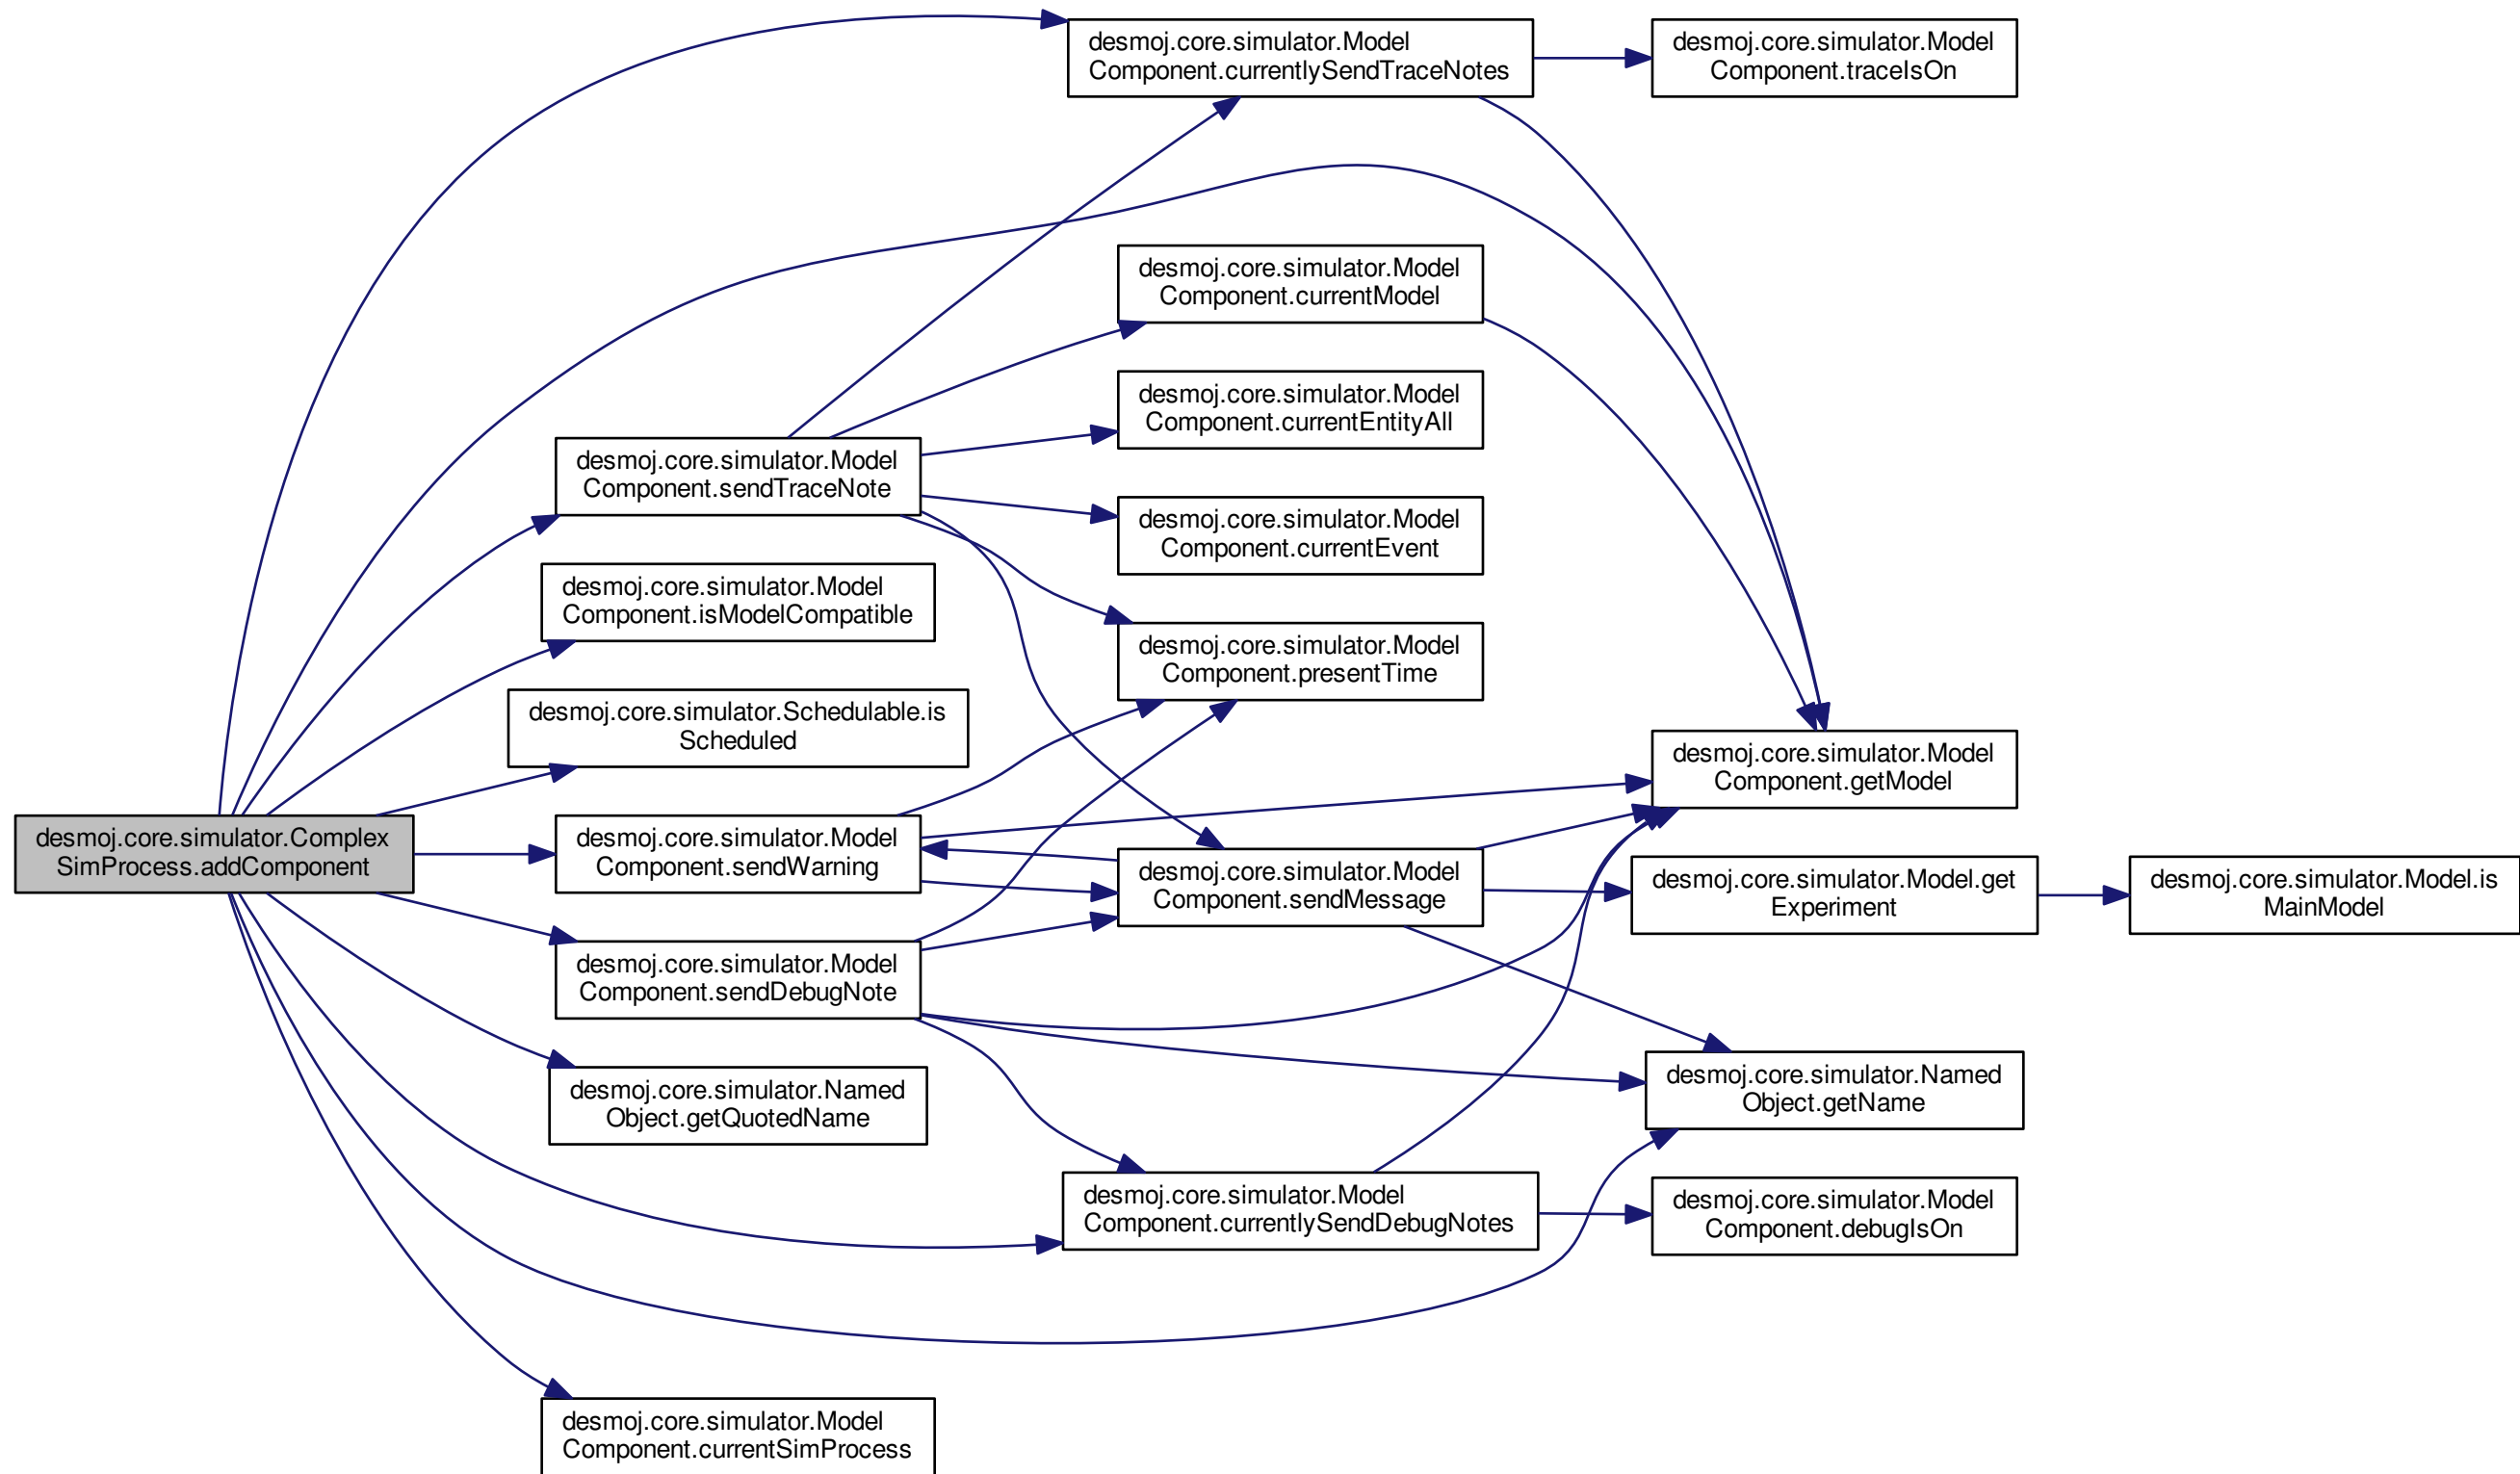 desmoj.core.simulator.Model
Component.currentlySendTraceNotes
desmoj.core.simulator.Model
Component.traceIsOn
desmoj.core.simulator.Model
Component.currentModel
desmoj.core.simulator.Model
Component.currentEntityAll
desmoj.core.simulator.Model
Component.sendTraceNote
desmoj.core.simulator.Model
Component.currentEvent
desmoj.core.simulator.Model
Component.isModelCompatible
desmoj.core.simulator.Model
Component.presentTime
desmoj.core.simulator.Schedulable.is
Scheduled
desmoj.core.simulator.Model
Component.getModel
desmoj.core.simulator.Complex
SimProcess.addComponent
desmoj.core.simulator.Model
Component.sendWarning
desmoj.core.simulator.Model
Component.sendMessage
desmoj.core.simulator.Model.get
Experiment
desmoj.core.simulator.Model.is
MainModel
desmoj.core.simulator.Model
Component.sendDebugNote
desmoj.core.simulator.Named
Object.getQuotedName
desmoj.core.simulator.Named
Object.getName
desmoj.core.simulator.Model
Component.currentlySendDebugNotes
desmoj.core.simulator.Model
Component.debugIsOn
desmoj.core.simulator.Model
Component.currentSimProcess